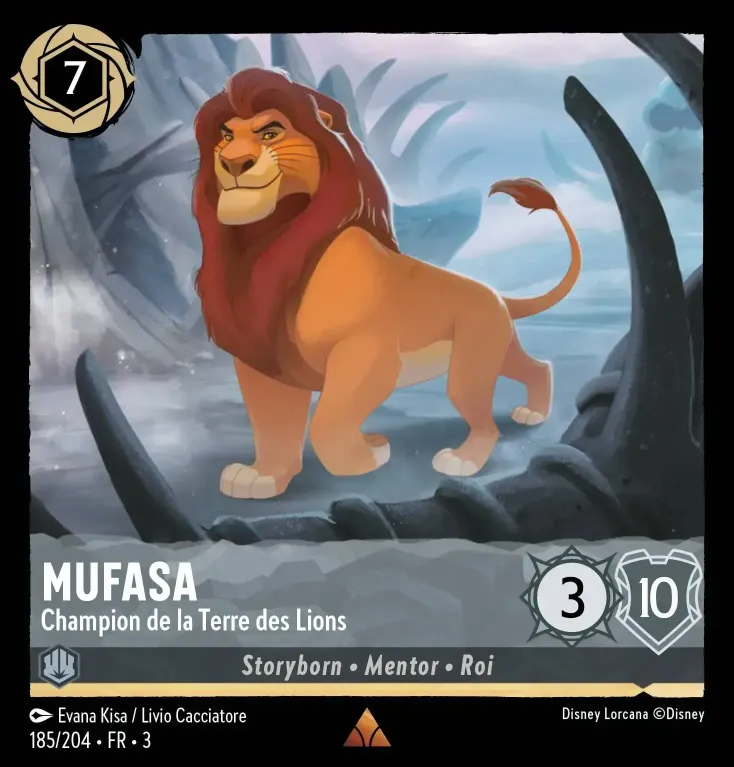 7
MUFASA
Champion de la Terre des Lions
3
10
Storyborn • Mentor • Roi
Evana Kisa / Livio Cacciatore
Disney Lorcana ©Disney
185/204 • FR • 3